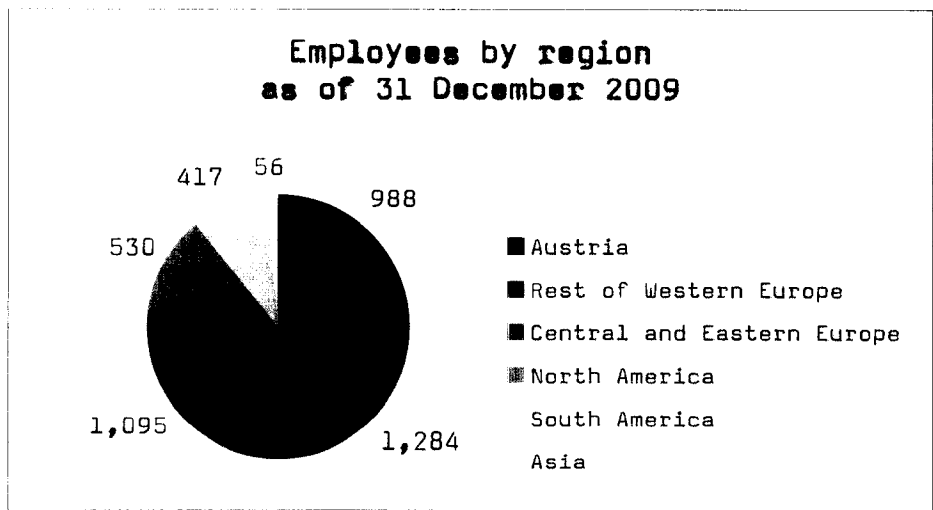 Employees by region
as of 31 December 2009
56
417
988
530
1,095
1,284
Austria
Rest of Western Europe
Central and Eastern Europe
North America
South America
Asia